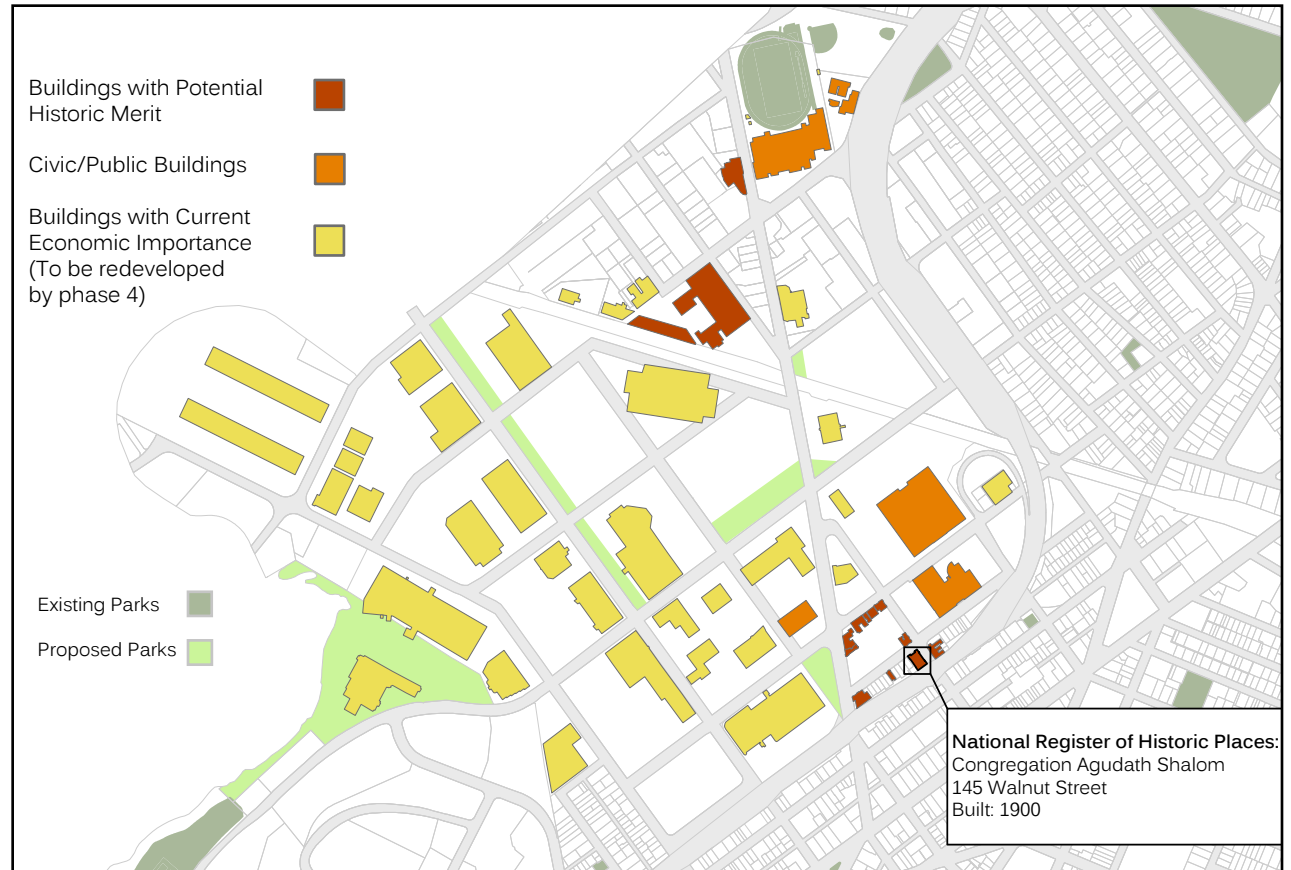 Buildings with Potential
Historic Merit
Civic/Public Buildings
Buildings with Current
Economic Importance
(To be redeveloped
by phase 4)
Existing Parks
Proposed Parks
National Register of Historic Places:
Congregation Agudath Shalom
145 Walnut Street
Built: 1900